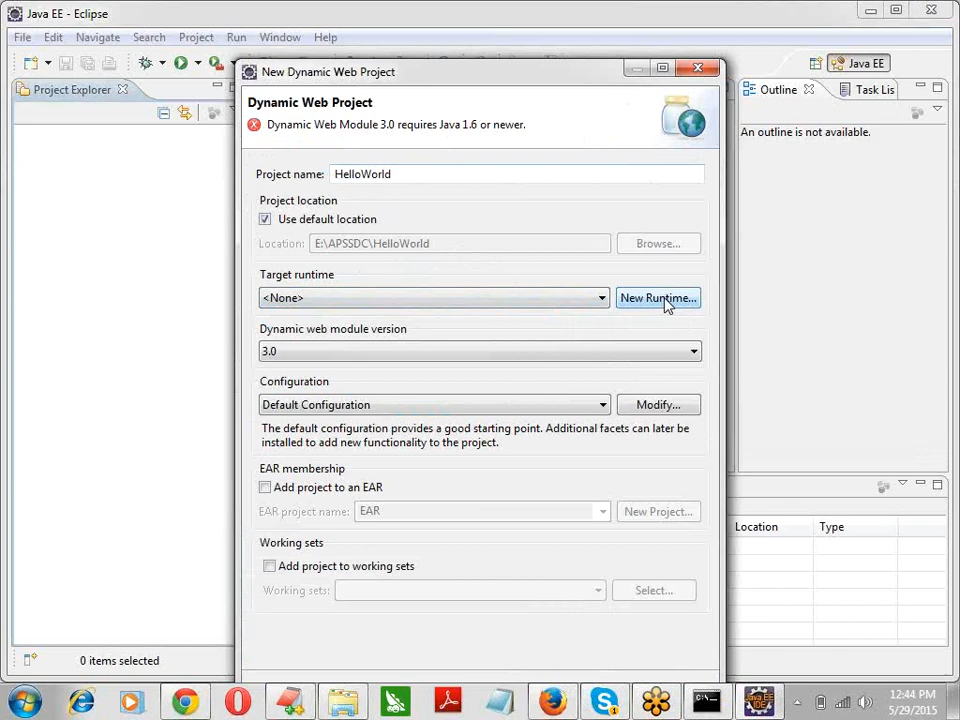 Java EE - Eclipse
File Edit Navigate Search Project Run Window Help
New Dynamic Web Project
Java EE
Project Explorer
Dynamic Web Project
Dynamic Web Module 3.0 requires Java 1.6 or newer.
Outline
Task Lis
An outline is not available.
Project name: HelloWorld
Project location
Use default location
Location: E:\APSSDC\HelloWorld Browse...
Target runtime
<None> New Runtime...
Dynamic web module version
3.0
Configuration
Default Configuration Modify...
The default configuration provides a good starting point. Additional facets can later be
installed to add new functionality to the project.
EAR membership
Add project to an EAR
EAR project name: EAR New Project...
Location Type
Working sets
Add project to working sets
Working sets: Select...
0 items selected
Java EE
IDE
12:44 PM
5/29/2015